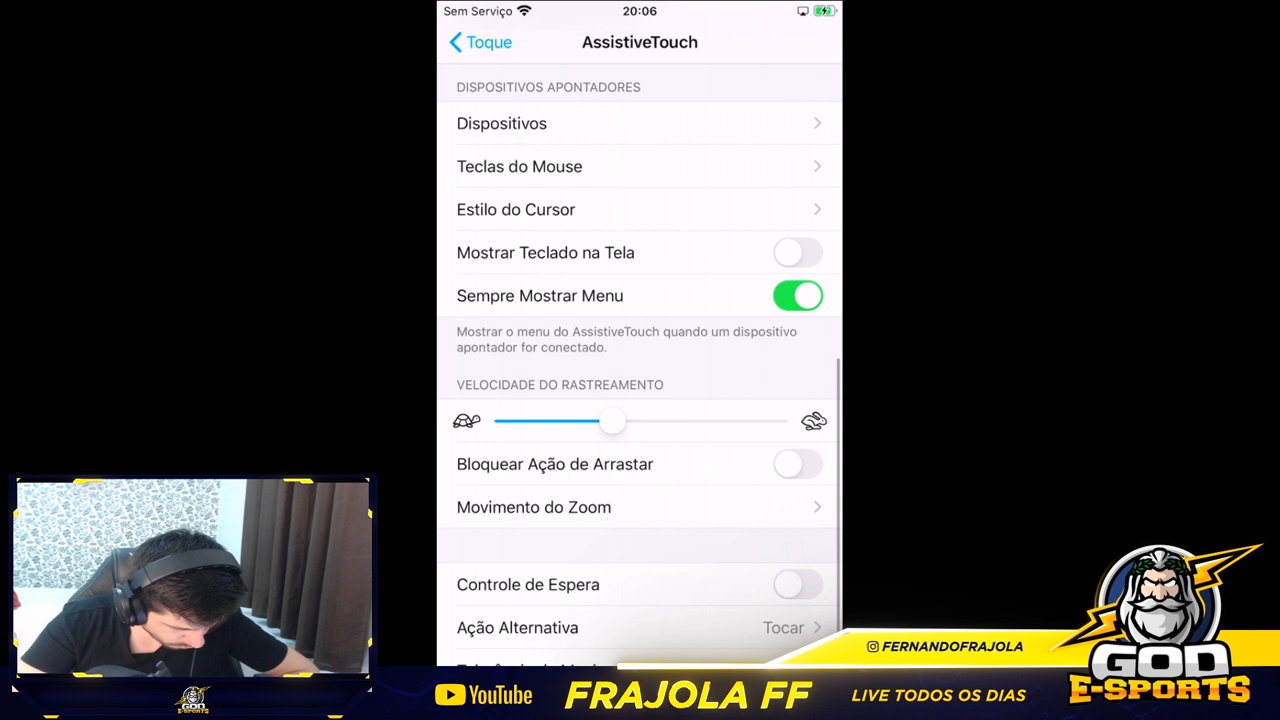 Sem Serviço
20:06
Toque
AssistiveTouch
DISPOSITIVOS APONTADORES
Dispositivos
Teclas do Mouse
Estilo do Cursor
Mostrar Teclado na Tela
Sempre Mostrar Menu
Mostrar o menu do AssistiveTouch quando um dispositivo
apontador for conectado.
VELOCIDADE DO RASTREAMENTO
Bloquear Ação de Arrastar
Movimento do Zoom
Controle de Espera
Ação Alternativa
Tocar
FERNANDOFRAJOLA
GOD
E-SPORTS
GOD
E-SPORTS
YouTube
FRAJOLA FF
LIVE TODOS OS DIAS